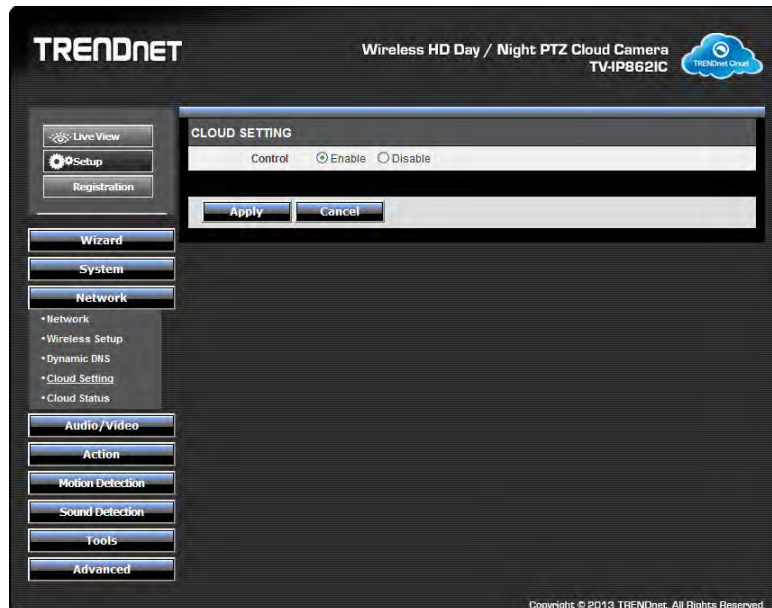 TRENDnet
Wireless HD Day / Night PTZ Cloud Camera
TV-IP862IC
TRENDnet Cloud
Live View
Setup
Registration
CLOUD SETTING
Control Enable Disable
Apply Cancel
Wizard
System
Network
•Network
•Wireless Setup
•Dynamic DNS
•Cloud Setting
•Cloud Status
Audio/Video
Action
Motion Detection
Sound Detection
Tools
Advanced
Copyright © 2013 TRENDnet. All Rights Reserved.